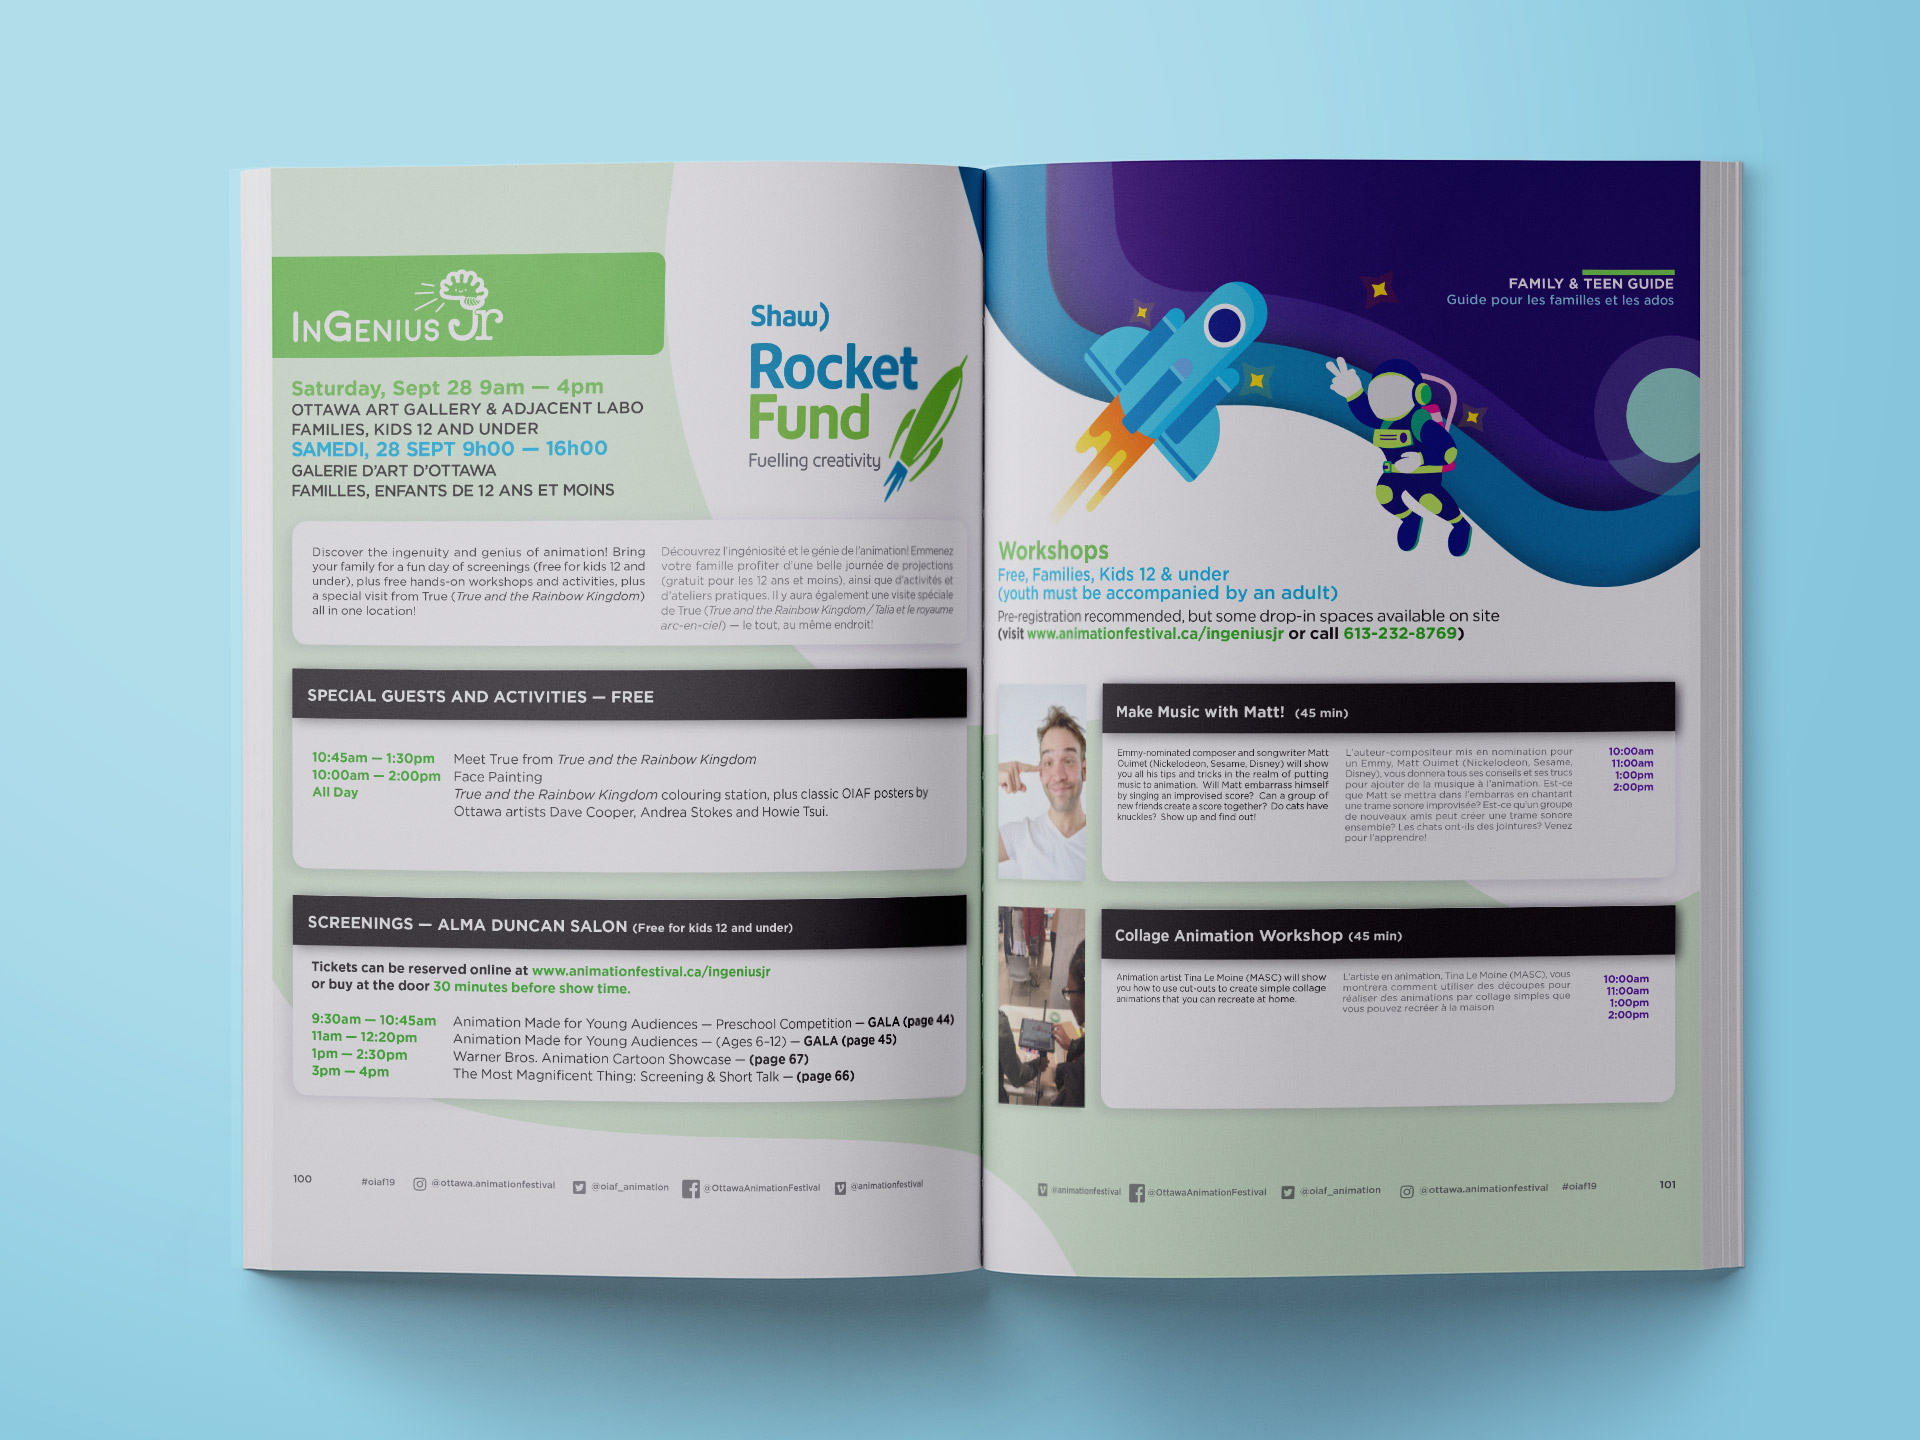 INGENIUS Jr
Saturday, Sept 28 9am — 4pm
OTTAWA ART GALLERY & ADJACENT LABO
FAMILIES, KIDS 12 AND UNDER
SAMEDI, 28 SEPT 9h00 — 16h00
GALERIE D'ART D'OTTAWA
FAMILLES, ENFANTS DE 12 ANS ET MOINS
Shaw)
Rocket
Fund
Fuelling creativity
Discover the ingenuity and genius of animation! Bring
your family for a fun day of screenings (free for kids 12 and
under), plus free hands-on workshops and activities, plus
a special visit from True (True and the Rainbow Kingdom)
all in one location!
Découvrez l'ingéniosité et le génie de l'animation! Emmenez
votre famille profiter d'une belle journée de projections
(gratuit pour les 12 ans et moins), ainsi que d'activités et
d'ateliers pratiques. Il y aura également une visite spéciale
de True (True and the Rainbow Kingdom / Talia et le royaume
arc-en-ciel) — le tout, au même endroit!
SPECIAL GUESTS AND ACTIVITIES — FREE
10:45am — 1:30pm Meet True from True and the Rainbow Kingdom
10:00am — 2:00pm Face Painting
All Day True and the Rainbow Kingdom colouring station, plus classic OIAF posters by
Ottawa artists Dave Cooper, Andrea Stokes and Howie Tsui.
SCREENINGS — ALMA DUNCAN SALON (Free for kids 12 and under)
Tickets can be reserved online at www.animationfestival.ca/ingeniusjr
or buy at the door 30 minutes before show time.
9:30am — 10:45am Animation Made for Young Audiences — Preschool Competition — GALA (page 44)
11am — 12:20pm Animation Made for Young Audiences — (Ages 6-12) — GALA (page 45)
1pm — 2:30pm Warner Bros. Animation Cartoon Showcase — (page 67)
3pm — 4pm The Most Magnificent Thing: Screening & Short Talk — (page 66)
100 #oiaf19 @ottawa.animationfestival @oiaf_animation @OttawaAnimationFestival @animationfestival
FAMILY & TEEN GUIDE
Guide pour les familles et les ados
Workshops
Free, Families, Kids 12 & under
(youth must be accompanied by an adult)
Pre-registration recommended, but some drop-in spaces available on site
(visit www.animationfestival.ca/ingeniusjr or call 613-232-8769)
Make Music with Matt! (45 min)
Emmy-nominated composer and songwriter Matt
Ouimet (Nickelodeon, Sesame, Disney) will show
you all his tips and tricks in the realm of putting
music to animation. Will Matt embarrass himself
by singing an improvised score? Can a group of
new friends create a score together? Do cats have
knuckles? Show up and find out!
L'auteur-compositeur mis en nomination pour
un Emmy, Matt Ouimet (Nickelodeon, Sesame,
Disney), vous donnera tous ses conseils et ses trucs
pour ajouter de la musique à l'animation. Est-ce
que Matt se mettra dans l'embarras en chantant
une trame sonore improvisée? Est-ce qu'un groupe
de nouveaux amis peut créer une trame sonore
ensemble? Les chats ont-ils des jointures? Venez
pour l'apprendre!
10:00am
11:00am
1:00pm
2:00pm
Collage Animation Workshop (45 min)
Animation artist Tina Le Moine (MASC) will show
you how to use cut-outs to create simple collage
animations that you can recreate at home.
L'artiste en animation, Tina Le Moine (MASC), vous
montrera comment utiliser des découpes pour
réaliser des animations par collage simples que
vous pouvez recréer à la maison
10:00am
11:00am
1:00pm
2:00pm
@animationfestival @OttawaAnimationFestival @oiaf_animation @ottawa.animationfestival #oiaf19 101